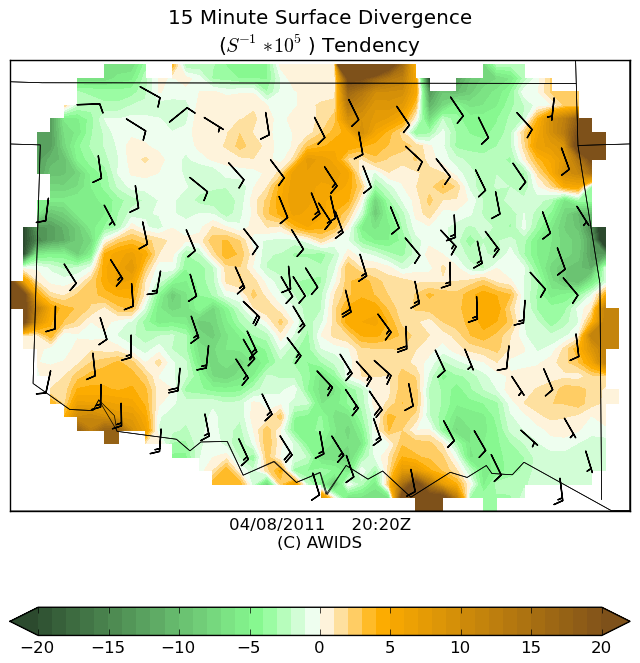 15 Minute Surface Divergence
(S⁻¹ * 10⁵ ) Tendency
04/08/2011 20:20Z
(C) AWIDS
−20 −15 −10 −5 0 5 10 15 20